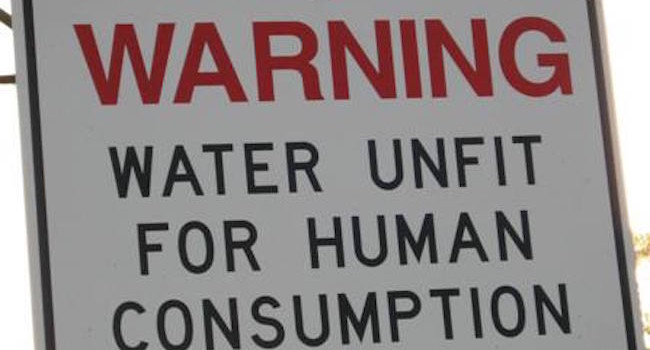 WARNING
WATER UNFIT
FOR HUMAN
CONSUMPTION